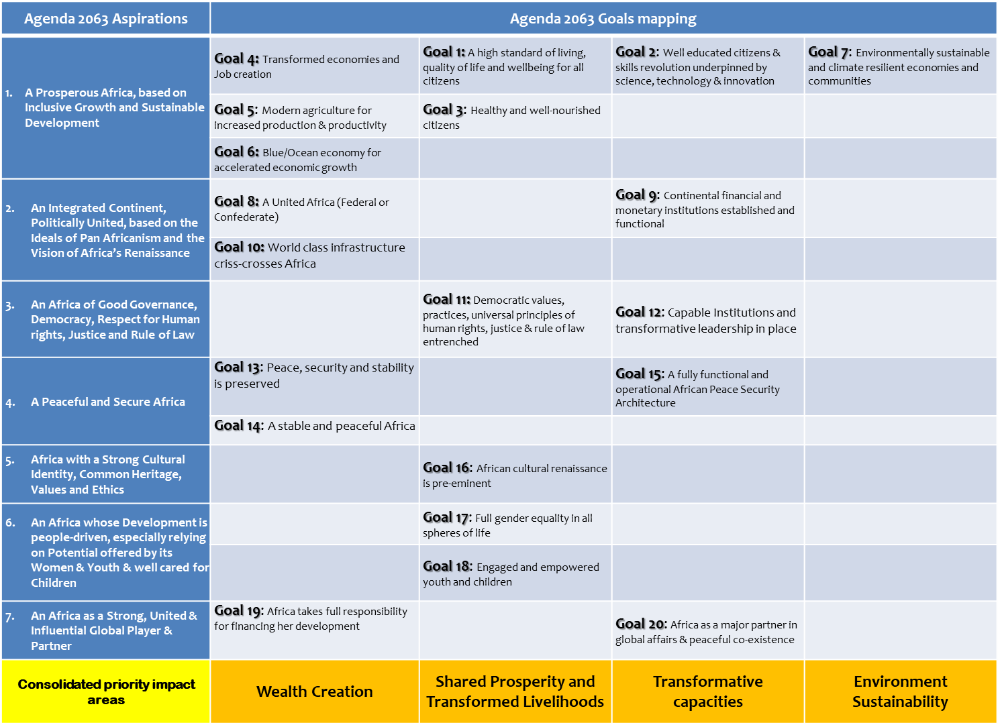 Agenda 2063 Aspirations
Agenda 2063 Goals mapping
1. A Prosperous Africa, based on
Inclusive Growth and Sustainable
Development
Goal 4: Transformed economies and
Job creation
Goal 1: A high standard of living,
quality of life and wellbeing for all
citizens
Goal 2: Well educated citizens &
skills revolution underpinned by
science, technology & innovation
Goal 7: Environmentally sustainable
and climate resilient economies and
communities
Goal 5: Modern agriculture for
increased production & productivity
Goal 3: Healthy and well-nourished
citizens
Goal 6: Blue/Ocean economy for
accelerated economic growth
2. An Integrated Continent,
Politically United, based on the
Ideals of Pan Africanism and the
Vision of Africa's Renaissance
Goal 8: A United Africa (Federal or
Confederate)
Goal 9: Continental financial and
monetary institutions established and
functional
Goal 10: World class infrastructure
criss-crosses Africa
3. An Africa of Good Governance,
Democracy, Respect for Human
rights, Justice and Rule of Law
Goal 11: Democratic values,
practices, universal principles of
human rights, justice & rule of law
entrenched
Goal 12: Capable Institutions and
transformative leadership in place
4. A Peaceful and Secure Africa
Goal 13: Peace, security and stability
is preserved
Goal 15: A fully functional and
operational African Peace Security
Architecture
Goal 14: A stable and peaceful Africa
5. Africa with a Strong Cultural
Identity, Common Heritage,
Values and Ethics
Goal 16: African cultural renaissance
is pre-eminent
6. An Africa whose Development is
people-driven, especially relying
on Potential offered by its
Women & Youth & well cared for
Children
Goal 17: Full gender equality in all
spheres of life
Goal 18: Engaged and empowered
youth and children
7. An Africa as a Strong, United &
Influential Global Player &
Partner
Goal 19: Africa takes full responsibility
for financing her development
Goal 20: Africa as a major partner in
global affairs & peaceful co-existence
Consolidated priority impact
areas
Wealth Creation
Shared Prosperity and
Transformed Livelihoods
Transformative
capacities
Environment
Sustainability